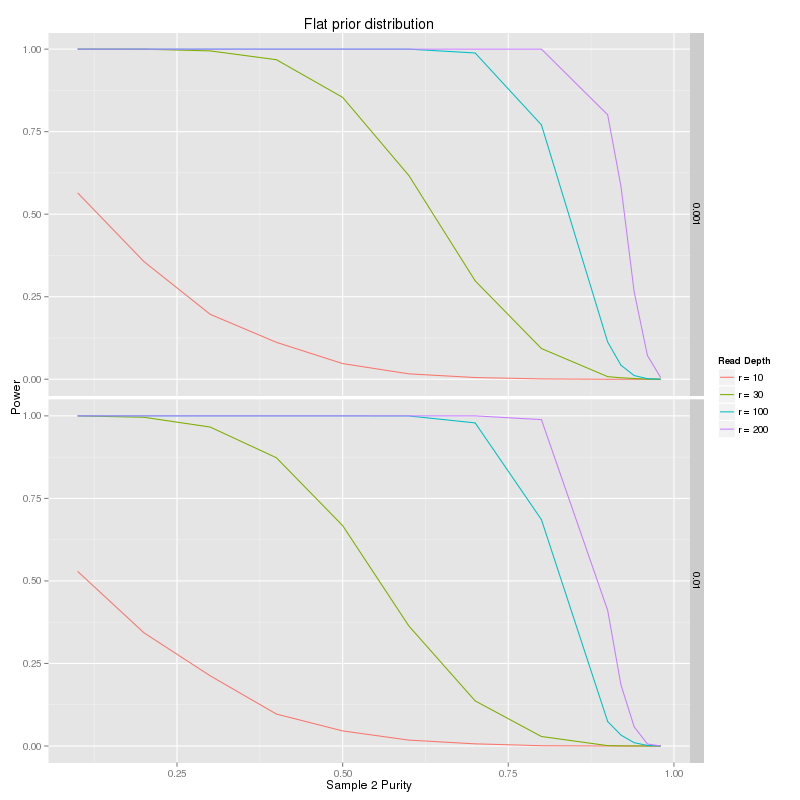 Flat prior distribution
1.00
0.75
0.50
0.25
0.00
0.001
Power
1.00
0.75
0.50
0.25
0.00
0.01
0.25
0.50
0.75
1.00
Sample 2 Purity
Read Depth
r = 10
r = 30
r = 100
r = 200